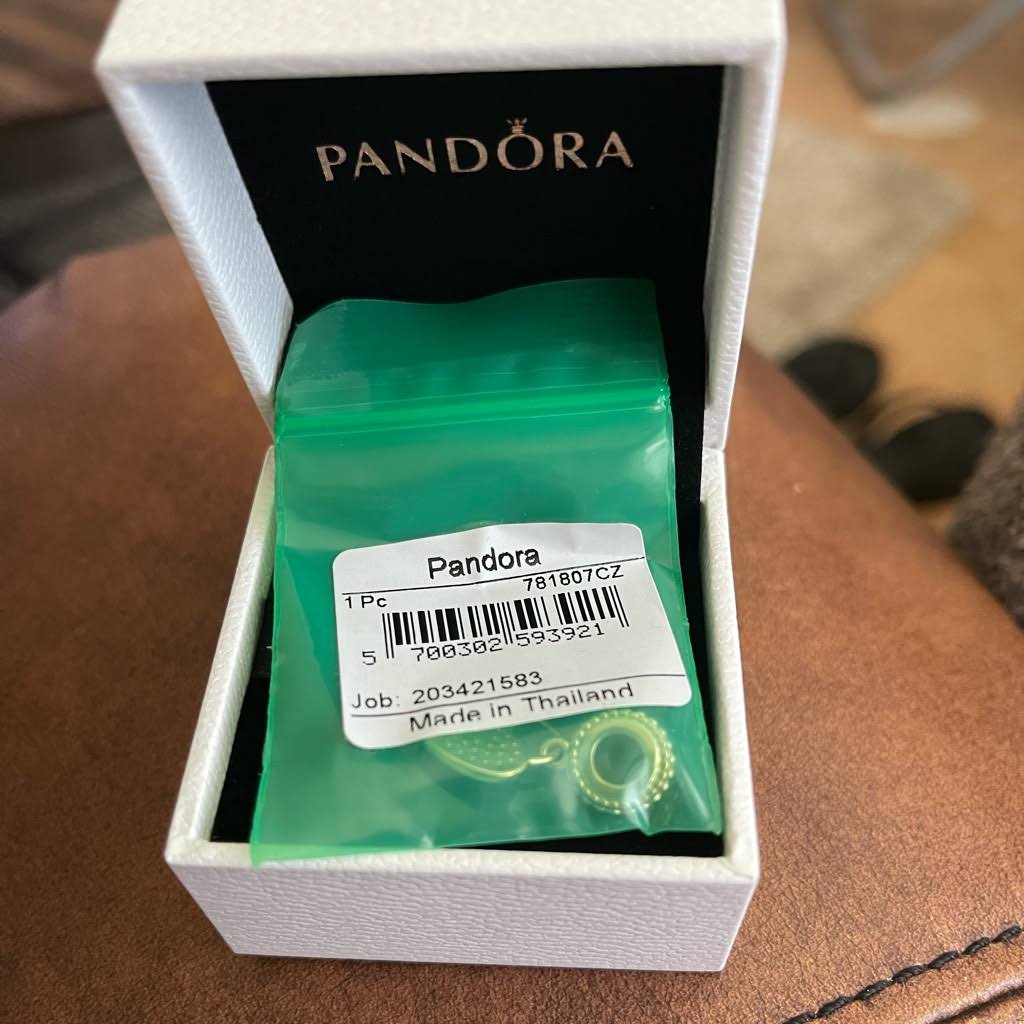 PANDORA
Pandora
1 Pc 781807CZ
5 700302 593921
Job: 203421583
Made in Thailand